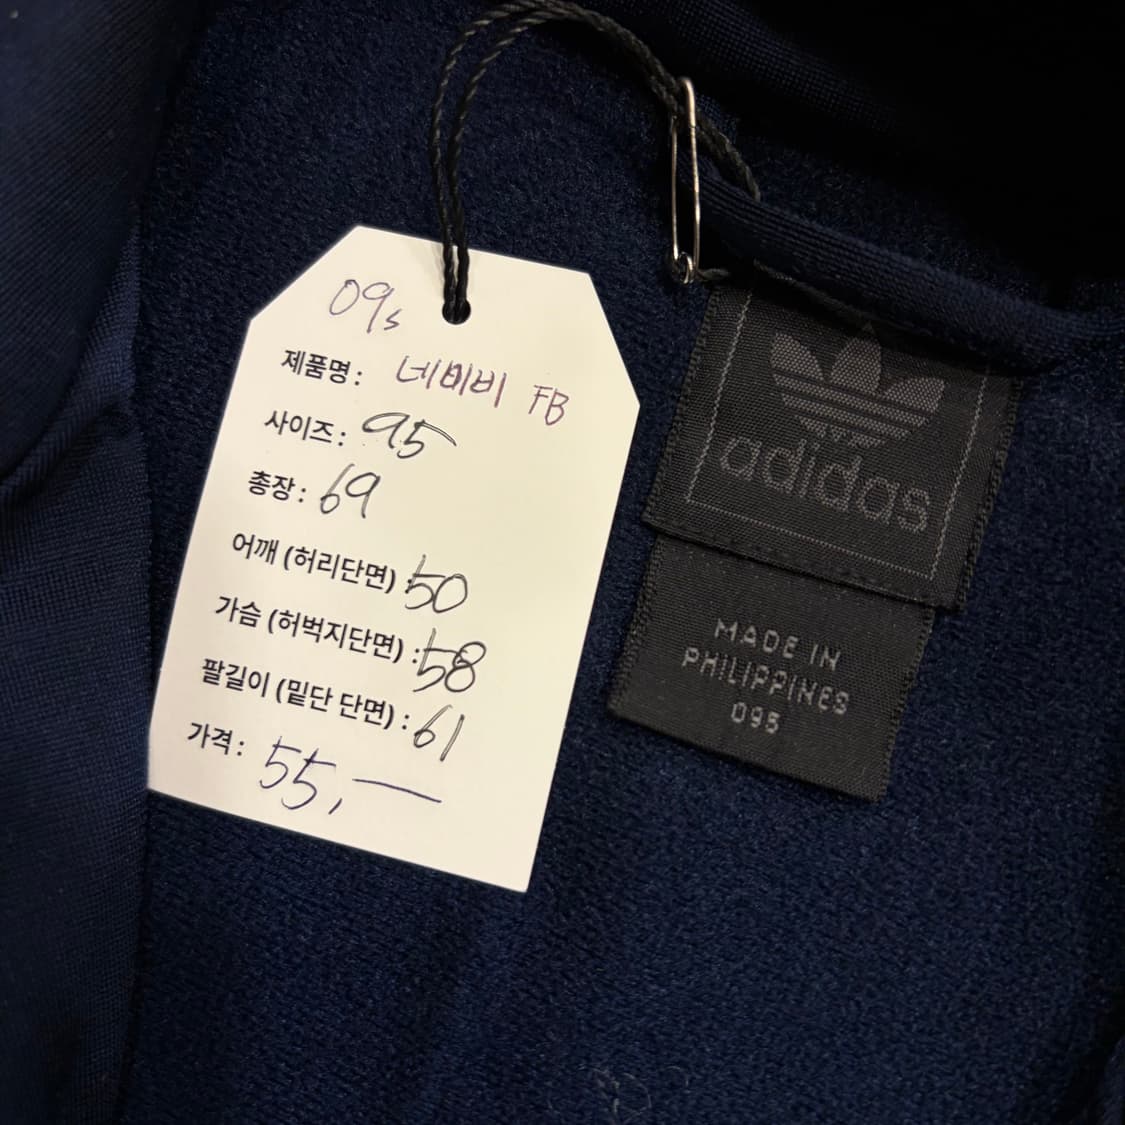 09s
제품명: 네비비 FB
사이즈: 95
총장: 69
어깨 (허리단면) : 50
가슴 (허벅지단면) : 58
팔길이 (밑단 단면) : 61
가격: 55,—
adidas
MADE IN
PHILIPPINES
095